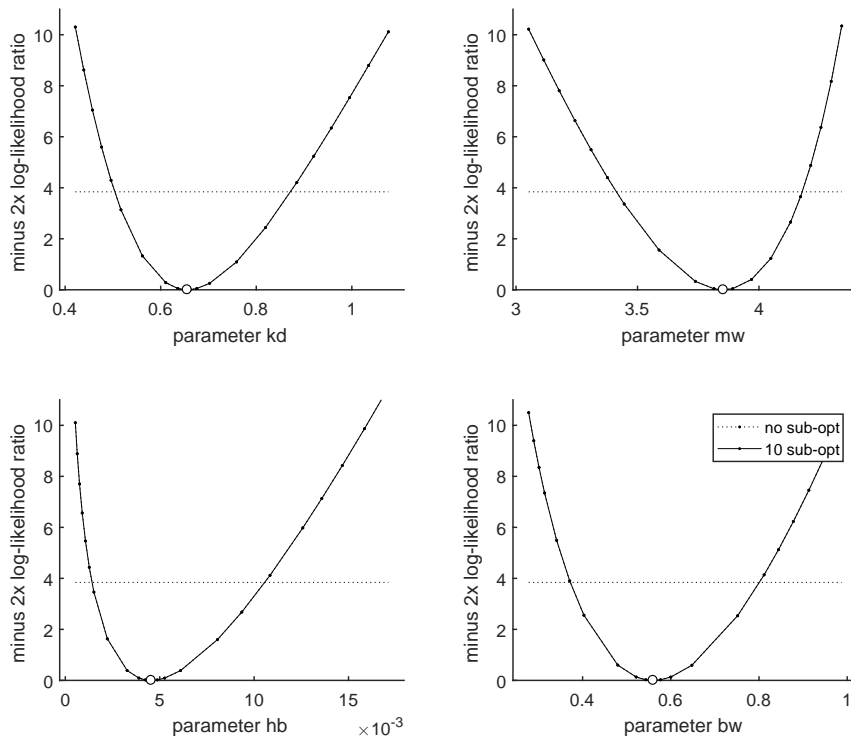 10
8
6
4
2
0
minus 2x log-likelihood ratio
0.4 0.6 0.8 1
parameter kd
10
8
6
4
2
0
minus 2x log-likelihood ratio
3 3.5 4
parameter mw
10
8
6
4
2
0
minus 2x log-likelihood ratio
0 5 10 15
parameter hb
×10⁻³
10
8
6
4
2
0
minus 2x log-likelihood ratio
0.4 0.6 0.8 1
parameter bw
no sub-opt
10 sub-opt